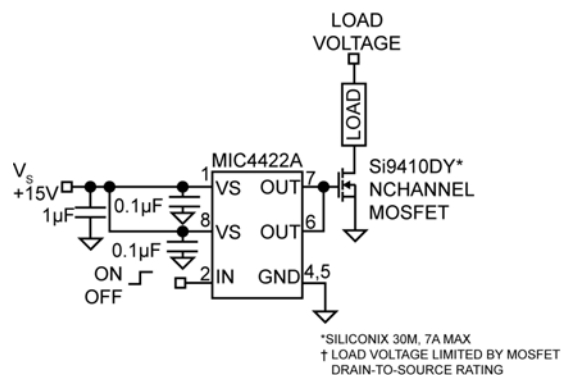 LOAD
VOLTAGE
LOAD
MIC4422A
Si9410DY*
NCHANNEL
MOSFET
VS
+15V
1µF
0.1µF
0.1µF
1
VS
OUT
7
8
VS
OUT
6
2
IN
GND
4,5
ON
OFF
*SILICONIX 30M, 7A MAX
† LOAD VOLTAGE LIMITED BY MOSFET
DRAIN-TO-SOURCE RATING